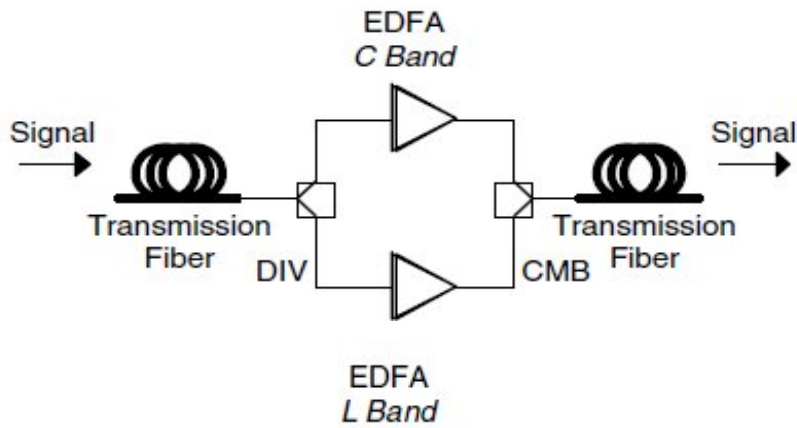 EDFA
C Band
Signal
Signal
Transmission
Fiber
Transmission
Fiber
DIV
CMB
EDFA
L Band